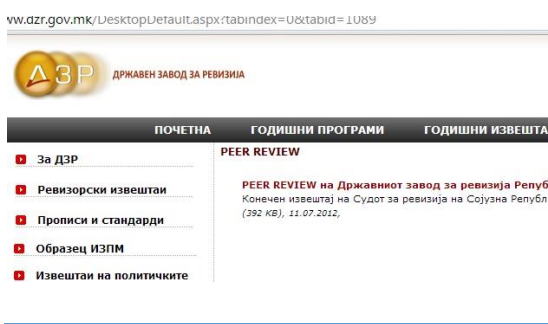 ww.dzr.gov.mk/DesktopDefault.aspx?tabindex=0&tabid=1089
ДЗР ДРЖАВЕН ЗАВОД ЗА РЕВИЗИЈА
ПОЧЕТНА ГОДИШНИ ПРОГРАМИ ГОДИШНИ ИЗВЕШТА
PEER REVIEW
За ДЗР
PEER REVIEW на Државниот завод за ревизија Репуб
Ревизорски извештаи
Конечен извештај на Судот за ревизија на Сојузна Републ
(392 KB), 11.07.2012,
Прописи и стандарди
Образец ИЗПМ
Извештаи на политичките